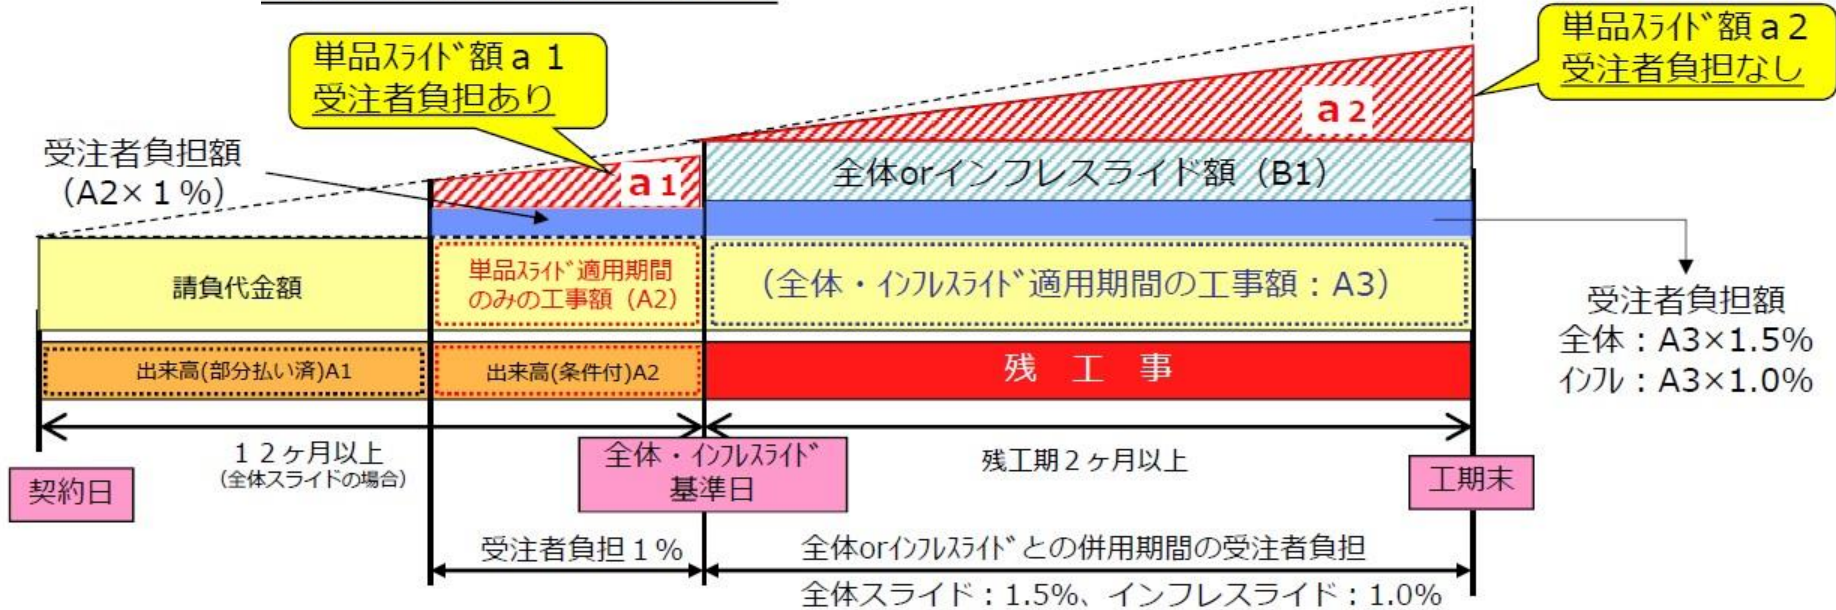 単品ｽﾗｲﾄﾞ額ａ１
受注者負担あり
単品ｽﾗｲﾄﾞ額ａ２
受注者負担なし
受注者負担額
（A2×１％）
ａ１
ａ２
全体orインフレスライド額（B1）
請負代金額
単品ｽﾗｲﾄﾞ適用期間
のみの工事額（A2）
（全体・ｲﾝﾌﾚｽﾗｲﾄﾞ適用期間の工事額：A3）
受注者負担額
全体：A3×1.5%
ｲﾝﾌﾚ：A3×1.0%
出来高(部分払い済)A1
出来高(条件付)A2
残　工　事
１２ヶ月以上
（全体スライドの場合）
全体・ｲﾝﾌﾚｽﾗｲﾄﾞ
基準日
残工期２ヶ月以上
契約日
工期末
受注者負担１％
全体orｲﾝﾌﾚｽﾗｲﾄﾞとの併用期間の受注者負担
全体スライド：1.5%、インフレスライド：1.0%